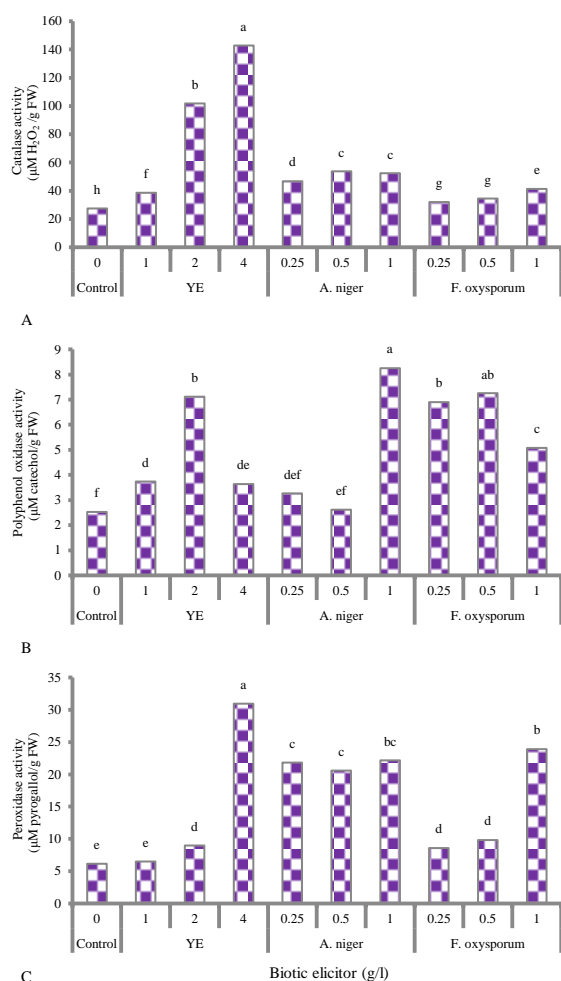 Catalase activity
(µM H₂O₂ /g FW)
160
140
120
100
80
60
40
20
0
h f b a d c c g g e
0 1 2 4 0.25 0.5 1 0.25 0.5 1
Control YE A. niger F. oxysporum
A
Polyphenol oxidase activity
(µM catechol/g FW)
9
8
7
6
5
4
3
2
1
0
f d b de def ef a b ab c
0 1 2 4 0.25 0.5 1 0.25 0.5 1
Control YE A. niger F. oxysporum
B
Peroxidase activity
(µM pyrogallol/g FW)
35
30
25
20
15
10
5
0
e e d a c c bc d d b
0 1 2 4 0.25 0.5 1 0.25 0.5 1
Control YE A. niger F. oxysporum
C
Biotic elicitor (g/l)